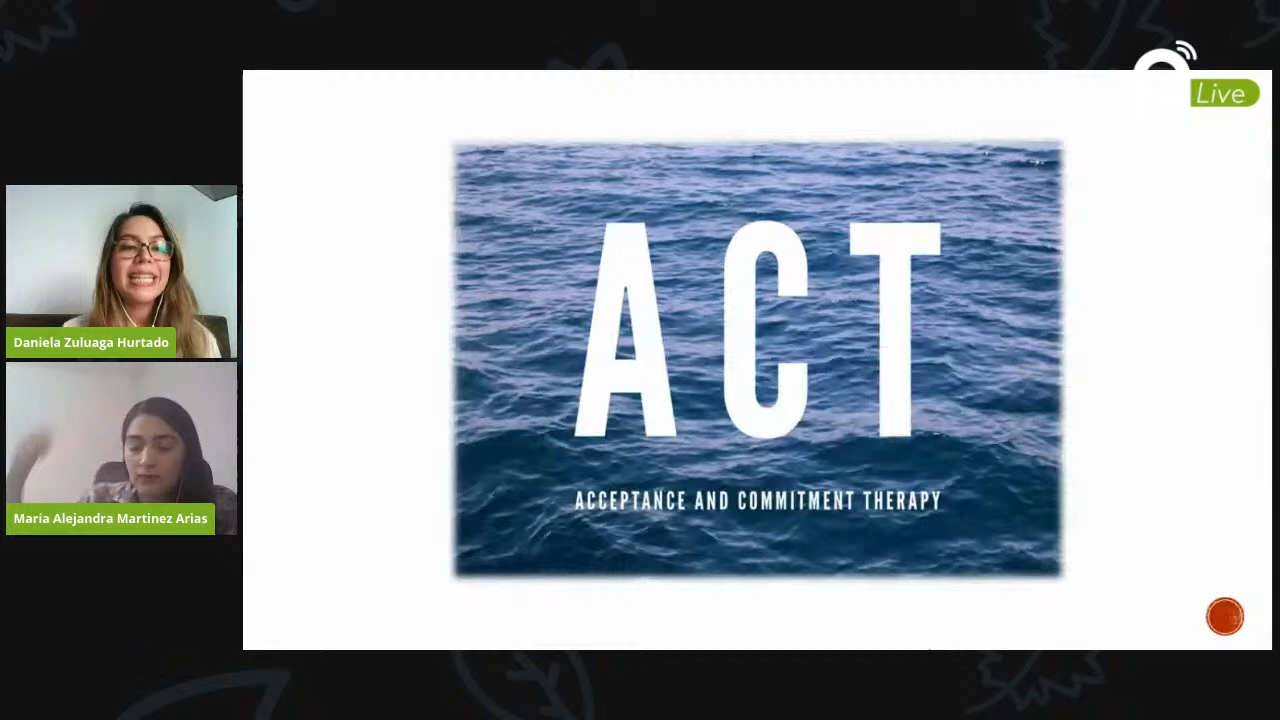 Live
ACT
ACCEPTANCE AND COMMITMENT THERAPY
Daniela Zuluaga Hurtado
Maria Alejandra Martinez Arias